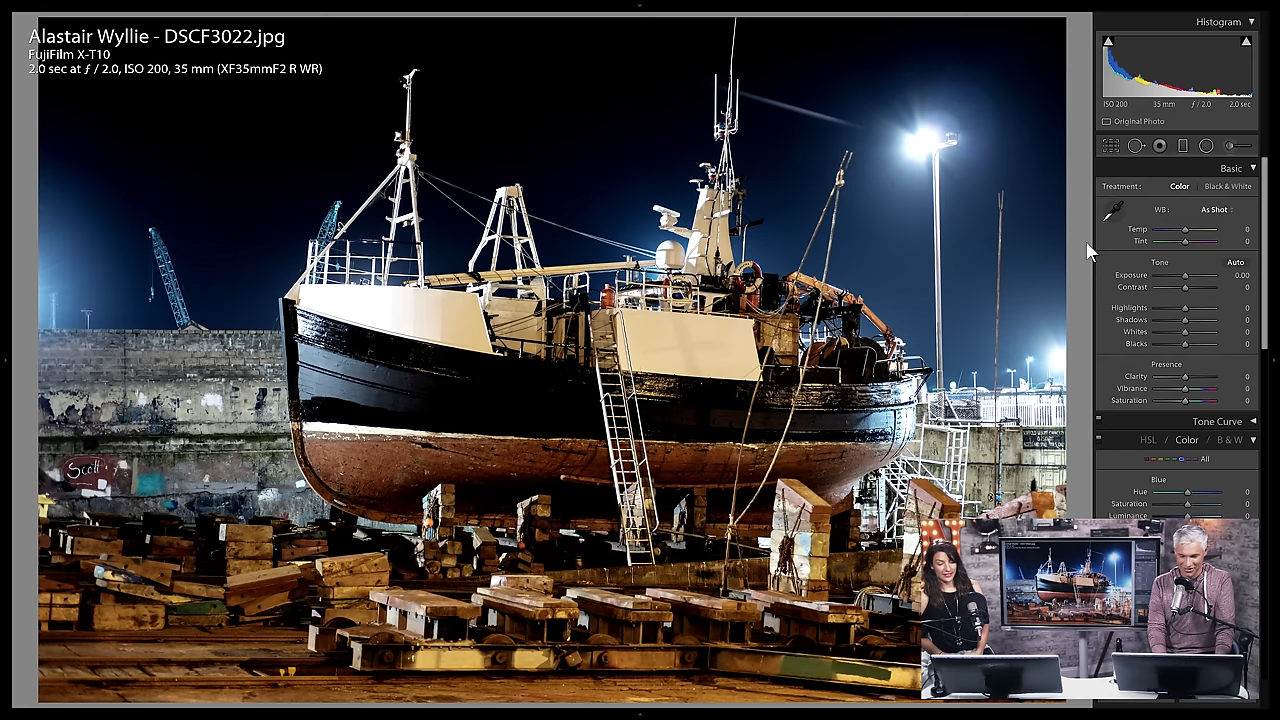 Alastair Wyllie - DSCF3022.jpg
FujiFilm X-T10
2.0 sec at ƒ / 2.0, ISO 200, 35 mm (XF35mmF2 R WR)
Histogram
ISO 200 35 mm ƒ / 2.0 2.0 sec
Original Photo
Basic
Treatment: Color Black & White
WB: As Shot
Temp 0
Tint 0
Tone Auto
Exposure 0.00
Contrast 0
Highlights 0
Shadows 0
Whites 0
Blacks 0
Presence
Clarity 0
Vibrance 0
Saturation 0
Tone Curve
HSL / Color / B & W
All
Blue
Hue 0
Saturation 0
Luminance 0
Scott